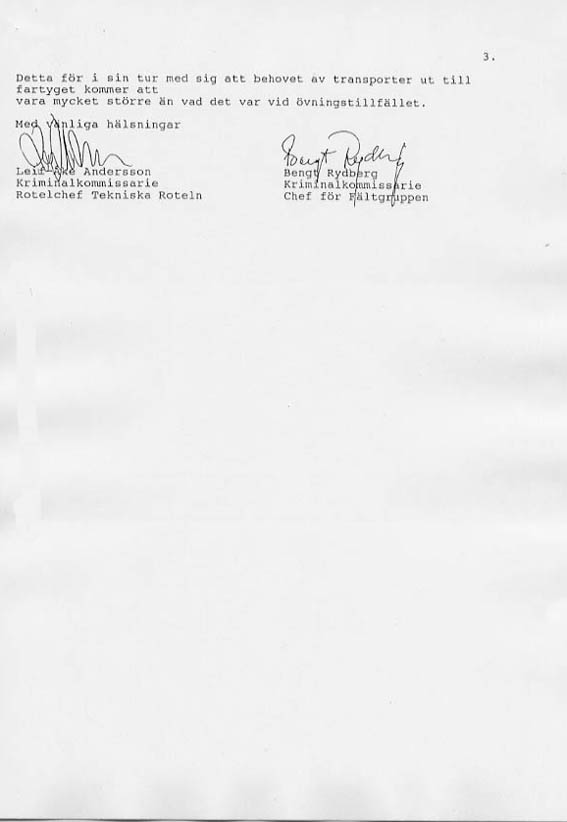 3.
Detta för i sin tur med sig att behovet av transporter ut till
fartyget kommer att
vara mycket större än vad det var vid övningstillfället.
Med vänliga hälsningar
Bengt Rydberg
Leif-Åke Andersson
Kriminalkommissarie
Rotelchef Tekniska Roteln
Bengt Rydberg
Kriminalkommissarie
Chef för Fältgruppen